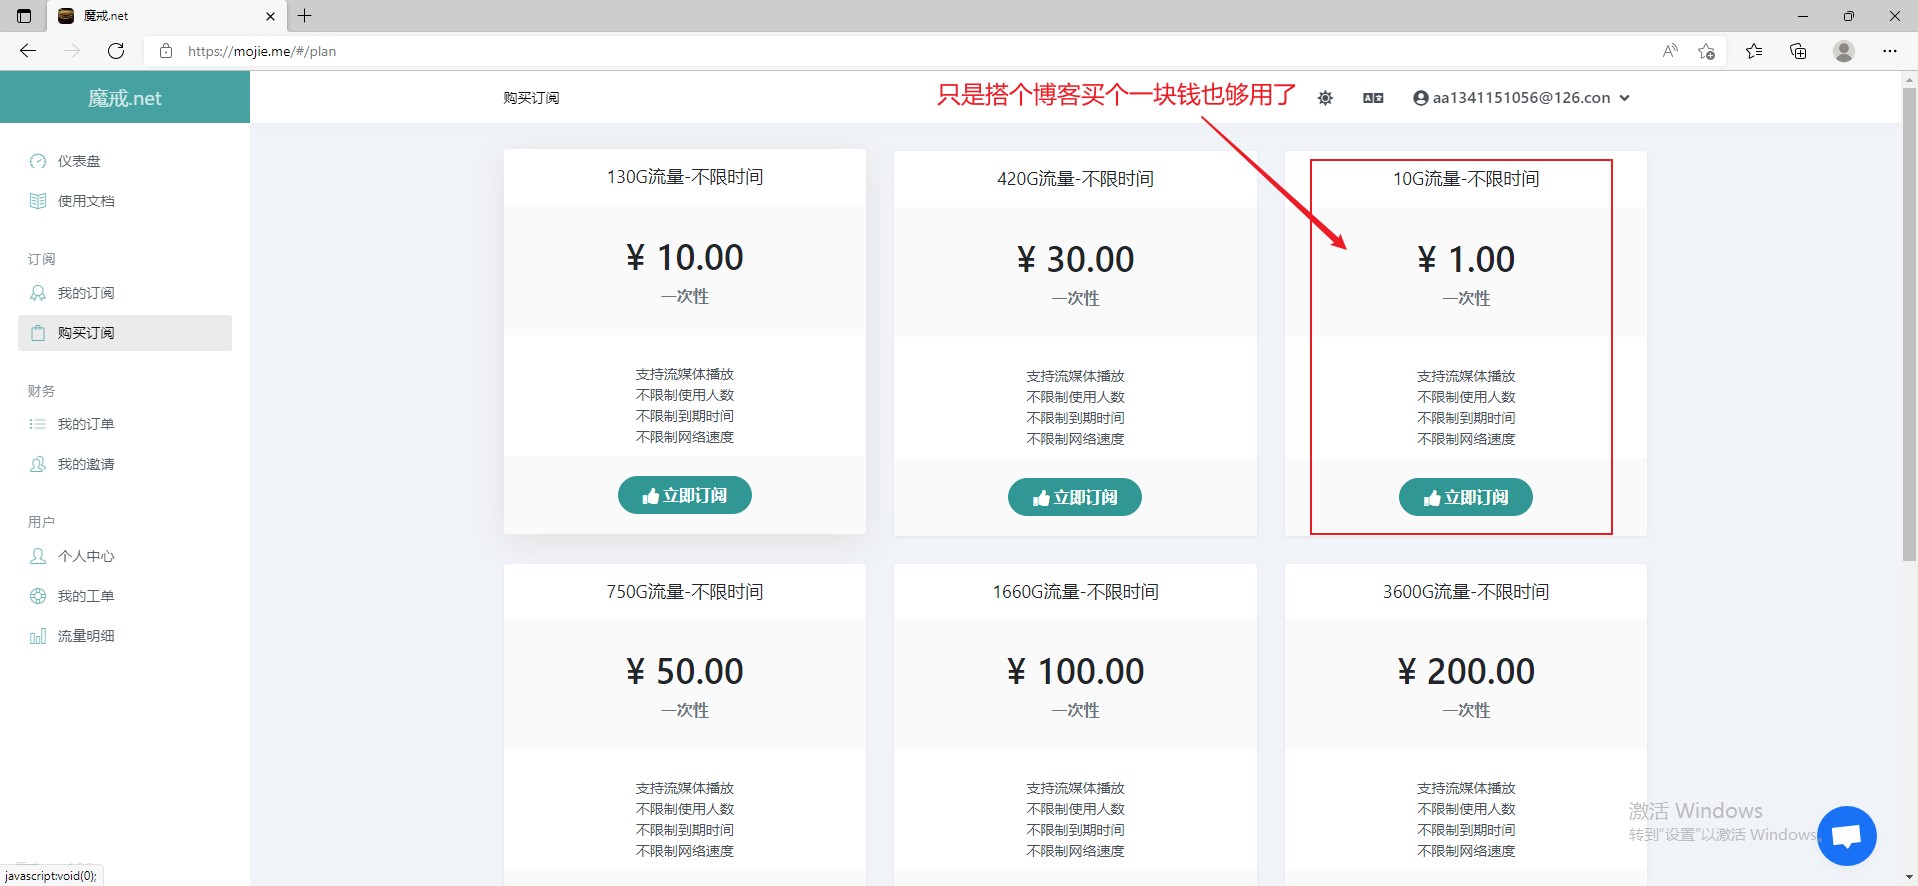 魔戒.net
https://mojie.me/#/plan
魔戒.net
购买订阅
只是搭个博客买个一块钱也够用了
aa1341151056@126.con
仪表盘
使用文档
订阅
我的订阅
购买订阅
财务
我的订单
我的邀请
用户
个人中心
我的工单
流量明细
130G流量-不限时间
¥ 10.00
一次性
支持流媒体播放
不限制使用人数
不限制到期时间
不限制网络速度
立即订阅
420G流量-不限时间
¥ 30.00
一次性
支持流媒体播放
不限制使用人数
不限制到期时间
不限制网络速度
立即订阅
10G流量-不限时间
¥ 1.00
一次性
支持流媒体播放
不限制使用人数
不限制到期时间
不限制网络速度
立即订阅
750G流量-不限时间
¥ 50.00
一次性
支持流媒体播放
不限制使用人数
不限制到期时间
不限制网络速度
1660G流量-不限时间
¥ 100.00
一次性
支持流媒体播放
不限制使用人数
不限制到期时间
不限制网络速度
3600G流量-不限时间
¥ 200.00
一次性
支持流媒体播放
不限制使用人数
不限制到期时间
不限制网络速度
激活 Windows
转到"设置"以激活 Windows。
javascript:void(0);